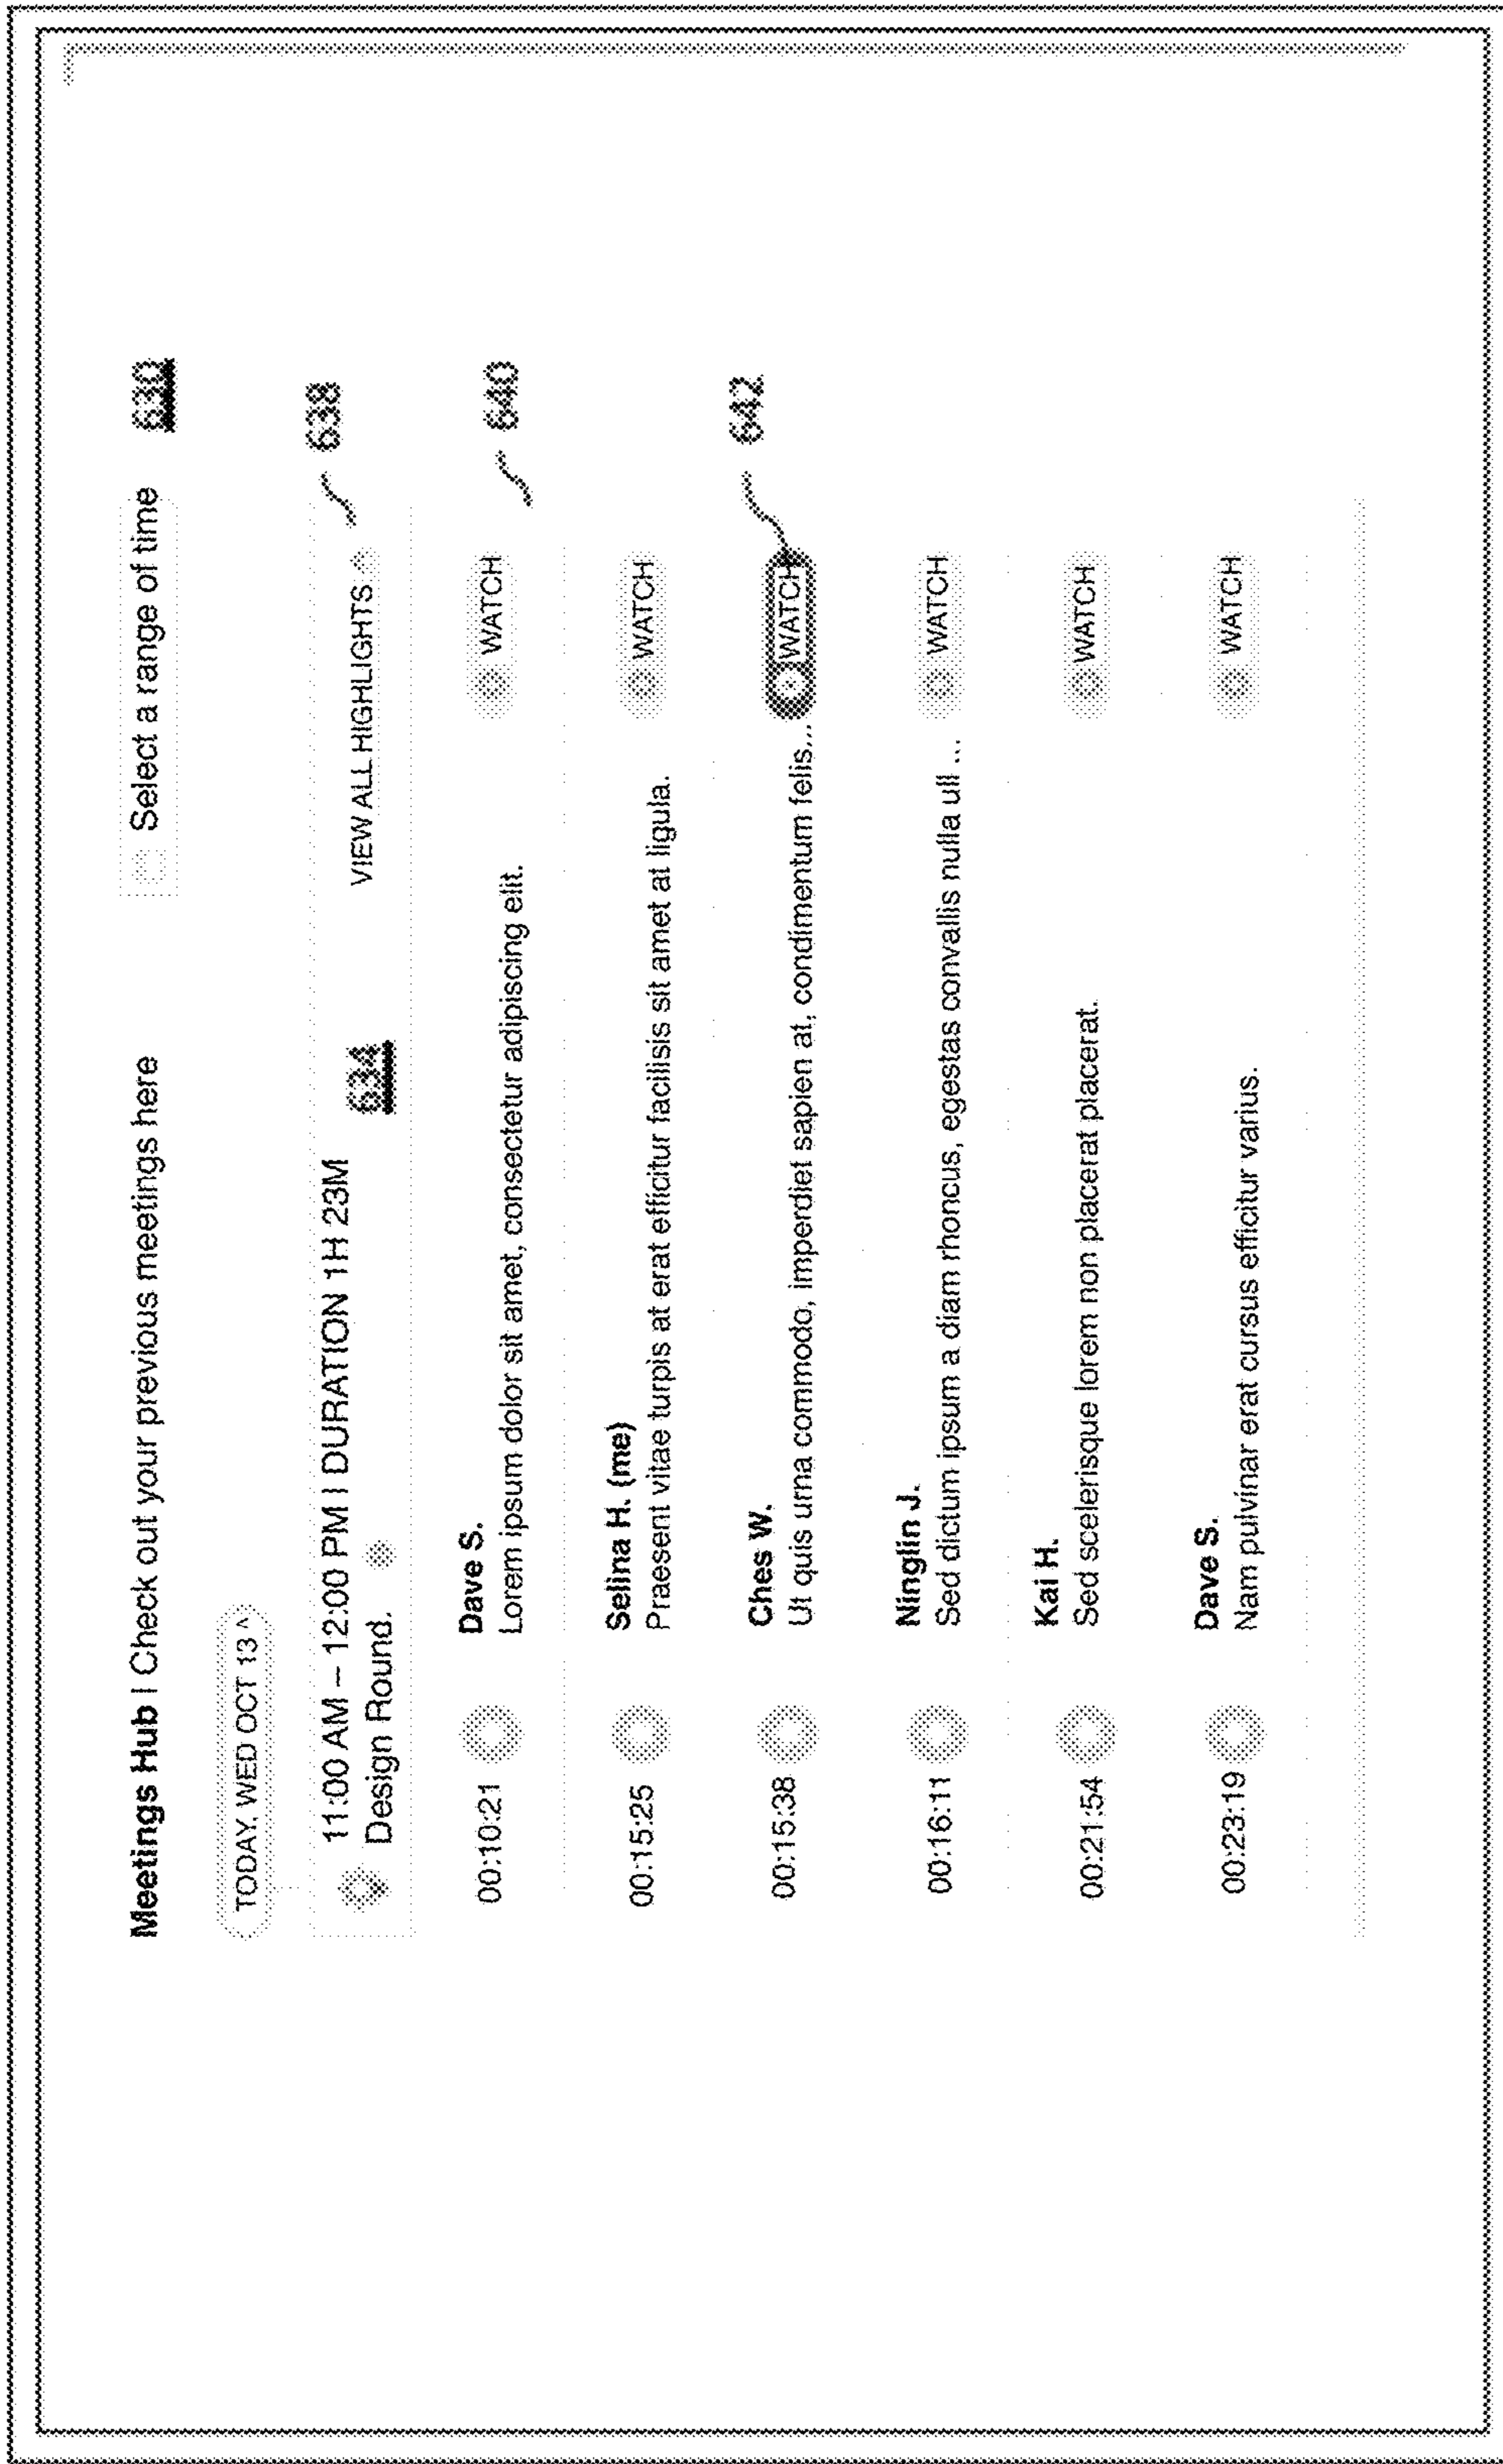 Meetings Hub | Check out your previous meetings here
Select a range of time
630
TODAY, WED OCT 13 ^
11:00 AM – 12:00 PM | DURATION 1H 23M
Design Round.
634
VIEW ALL HIGHLIGHTS ^
638
Dave S.
00:10:21
Lorem ipsum dolor sit amet, consectetur adipiscing elit.
WATCH
640
Selina H. (me)
00:15:25
Praesent vitae turpis at erat efficitur facilisis sit amet at ligula.
WATCH
Ches W.
00:15:38
Ut quis urna commodo, imperdiet sapien at, condimentum felis...
WATCH
642
Ninglin J.
00:16:11
Sed dictum ipsum a diam rhoncus, egestas convallis nulla ull ...
WATCH
Kai H.
00:21:54
Sed scelerisque lorem non placerat placerat.
WATCH
Dave S.
00:23:19
Nam pulvinar erat cursus efficitur varius.
WATCH